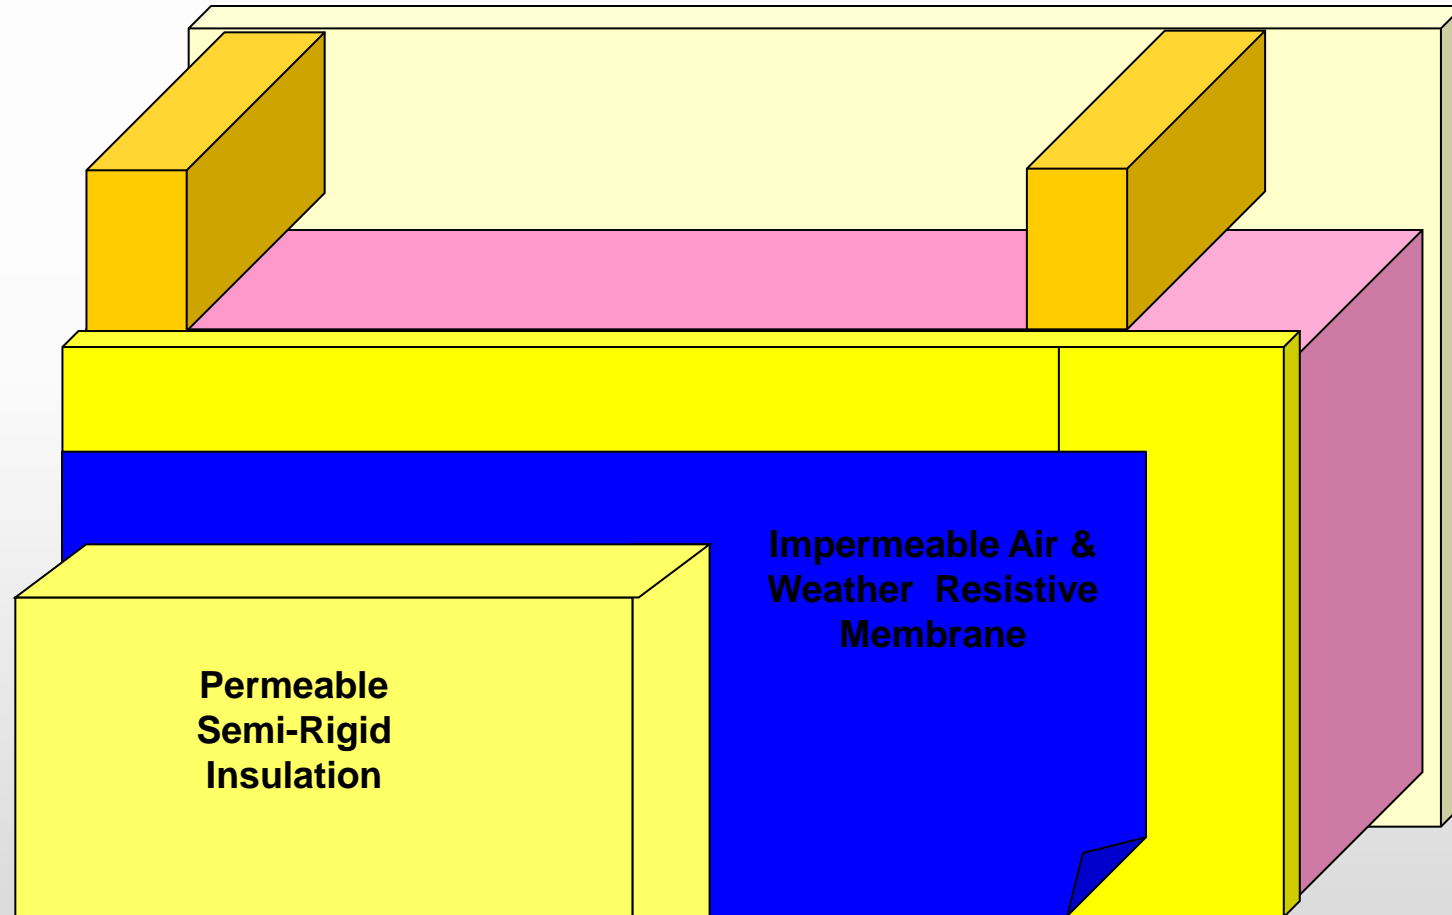 Impermeable Air &
Weather Resistive
Membrane
Permeable
Semi-Rigid
Insulation